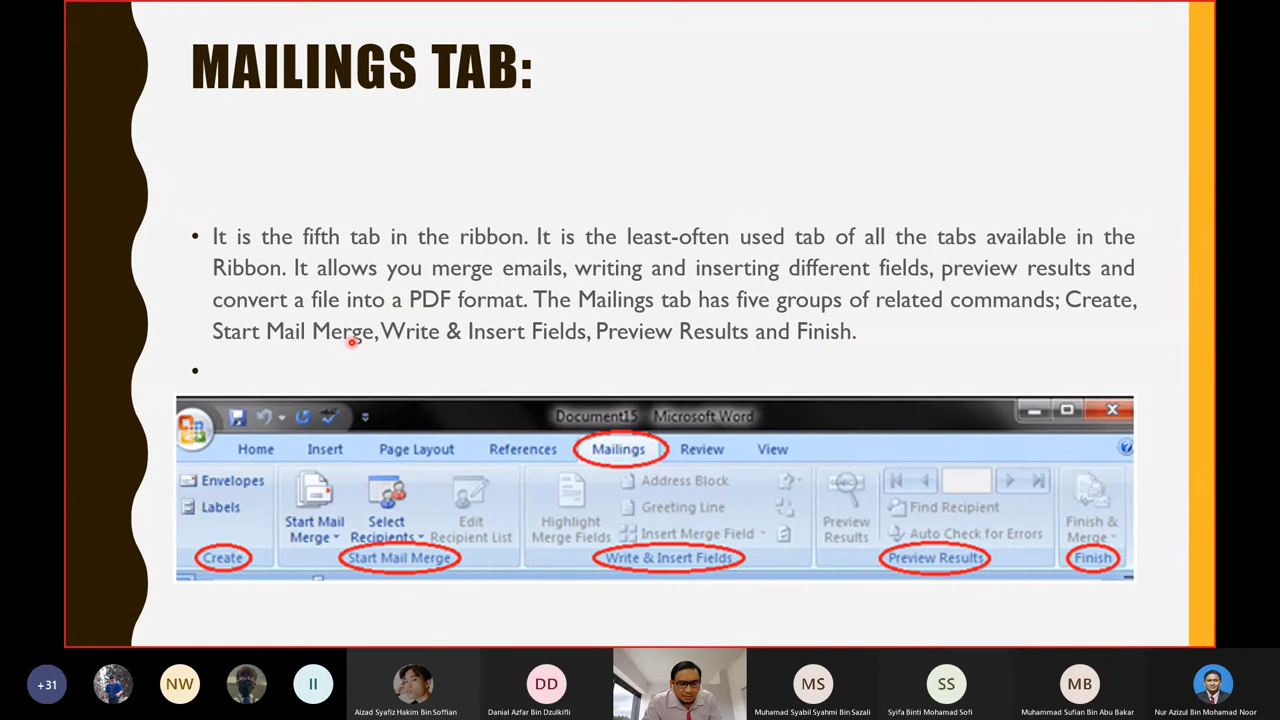 MAILINGS TAB:
• It is the fifth tab in the ribbon. It is the least-often used tab of all the tabs available in the
Ribbon. It allows you merge emails, writing and inserting different fields, preview results and
convert a file into a PDF format. The Mailings tab has five groups of related commands; Create,
Start Mail Merge, Write & Insert Fields, Preview Results and Finish.
•
Document15 Microsoft Word
Home Insert Page Layout References Mailings Review View
Envelopes
Labels
Start Mail
Merge
Select
Recipients
Edit
Recipient List
Highlight
Merge Fields
Address Block
Greeting Line
Insert Merge Field
Preview
Results
Find Recipient
Auto Check for Errors
Finish &
Merge
Create Start Mail Merge Write & Insert Fields Preview Results Finish
+31 NW II DD MS SS MB
Aizad Syafiz Hakim Bin Soffian Danial Azfar Bin Dzulkifli Muhamad Syabil Syahmi Bin Sazali Syifa Binti Mohamad Sofi Muhammad Sufian Bin Abu Bakar Nur Azizul Bin Mohamad Noor